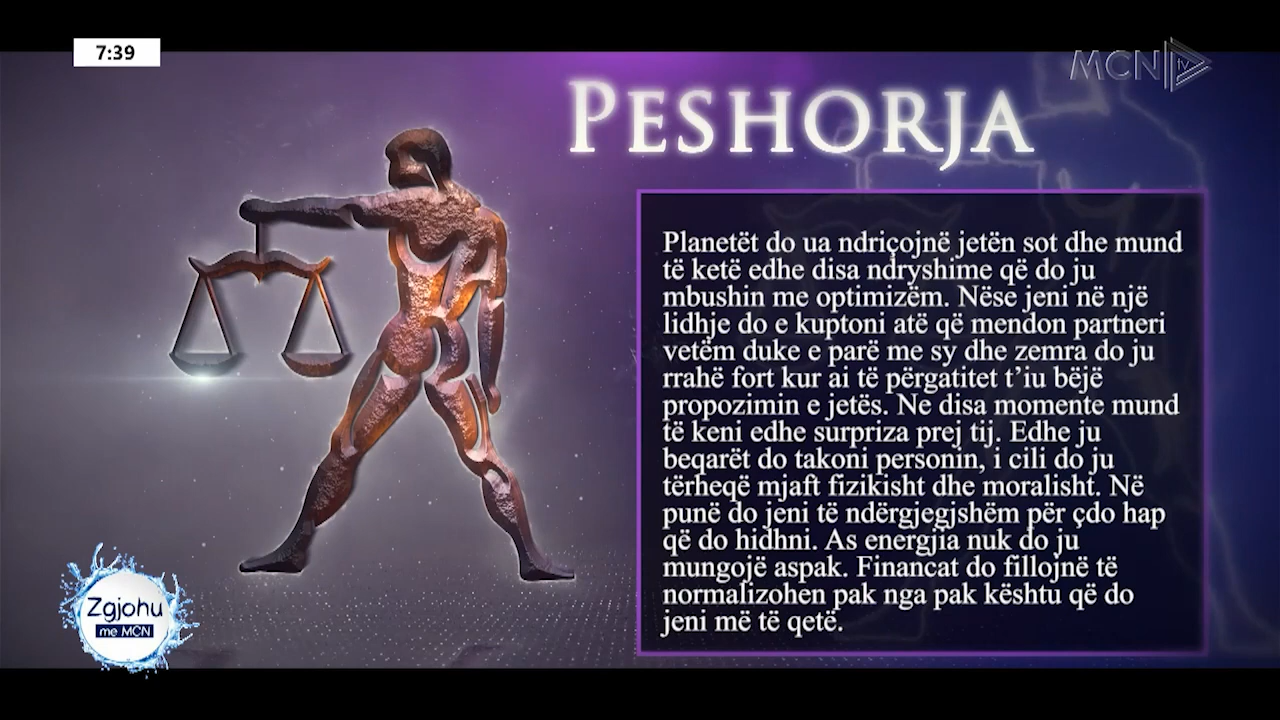 7:39
MCN tv
PESHORJA
Planetët do ua ndriçojnë jetën sot dhe mund
të ketë edhe disa ndryshime që do ju
mbushin me optimizëm. Nëse jeni në një
lidhje do e kuptoni atë që mendon partneri
vetëm duke e parë me sy dhe zemra do ju
rrahë fort kur ai të përgatitet t’iu bëjë
propozimin e jetës. Ne disa momente mund
të keni edhe surpriza prej tij. Edhe ju
beqarët do takoni personin, i cili do ju
tërheqë mjaft fizikisht dhe moralisht. Në
punë do jeni të ndërgjegjshëm për çdo hap
që do hidhni. As energjia nuk do ju
mungojë aspak. Financat do fillojnë të
normalizohen pak nga pak kështu që do
jeni më të qetë.
Zgjohu
me MCN